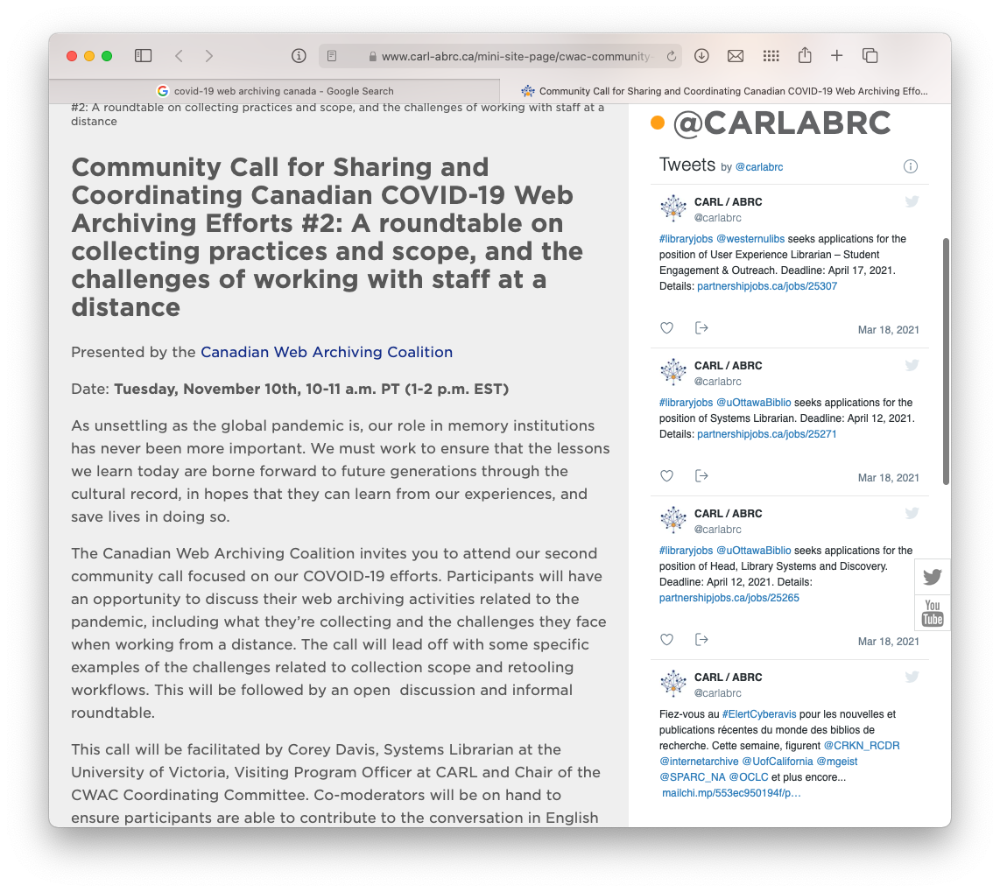 www.carl-abrc.ca/mini-site-page/cwac-community-
covid-19 web archiving canada - Google Search
Community Call for Sharing and Coordinating Canadian COVID-19 Web Archiving Effo...
#2: A roundtable on collecting practices and scope, and the challenges of working with staff at a
distance
Community Call for Sharing and
Coordinating Canadian COVID-19 Web
Archiving Efforts #2: A roundtable on
collecting practices and scope, and the
challenges of working with staff at a
distance
Presented by the Canadian Web Archiving Coalition
Date: Tuesday, November 10th, 10-11 a.m. PT (1-2 p.m. EST)
As unsettling as the global pandemic is, our role in memory institutions
has never been more important. We must work to ensure that the lessons
we learn today are borne forward to future generations through the
cultural record, in hopes that they can learn from our experiences, and
save lives in doing so.
The Canadian Web Archiving Coalition invites you to attend our second
community call focused on our COVOID-19 efforts. Participants will have
an opportunity to discuss their web archiving activities related to the
pandemic, including what they're collecting and the challenges they face
when working from a distance. The call will lead off with some specific
examples of the challenges related to collection scope and retooling
workflows. This will be followed by an open  discussion and informal
roundtable.
This call will be facilitated by Corey Davis, Systems Librarian at the
University of Victoria, Visiting Program Officer at CARL and Chair of the
CWAC Coordinating Committee. Co-moderators will be on hand to
ensure participants are able to contribute to the conversation in English
@CARLABRC
Tweets by @carlabrc
CARL / ABRC
@carlabrc
#libraryjobs @westernulibs seeks applications for the
position of User Experience Librarian – Student
Engagement & Outreach. Deadline: April 17, 2021.
Details: partnershipjobs.ca/jobs/25307
Mar 18, 2021
CARL / ABRC
@carlabrc
#libraryjobs @uOttawaBiblio seeks applications for the
position of Systems Librarian. Deadline: April 12, 2021.
Details: partnershipjobs.ca/jobs/25271
Mar 18, 2021
CARL / ABRC
@carlabrc
#libraryjobs @uOttawaBiblio seeks applications for the
position of Head, Library Systems and Discovery.
Deadline: April 12, 2021. Details:
partnershipjobs.ca/jobs/25265
Mar 18, 2021
You
Tube
CARL / ABRC
@carlabrc
Fiez-vous au #ElertCyberavis pour les nouvelles et
publications récentes du monde des biblios de
recherche. Cette semaine, figurent @CRKN_RCDR
@internetarchive @UofCalifornia @mgeist
@SPARC_NA @OCLC et plus encore...
mailchi.mp/553ec950194f/p…